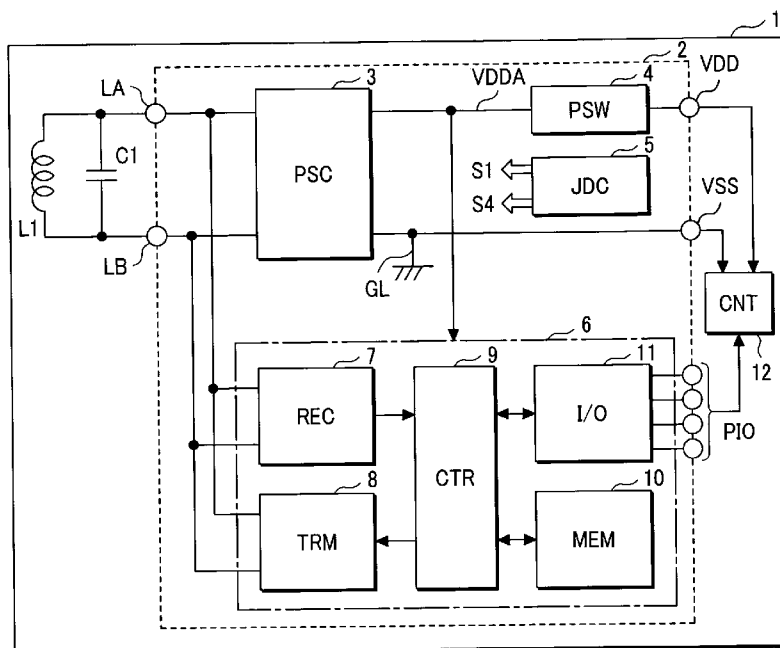 1
2
3
4
VDD
LA
VDDA
C1
PSC
PSW
5
S1
S4
JDC
VSS
L1
LB
GL
CNT
12
6
7
9
11
REC
I/O
PIO
CTR
8
10
TRM
MEM